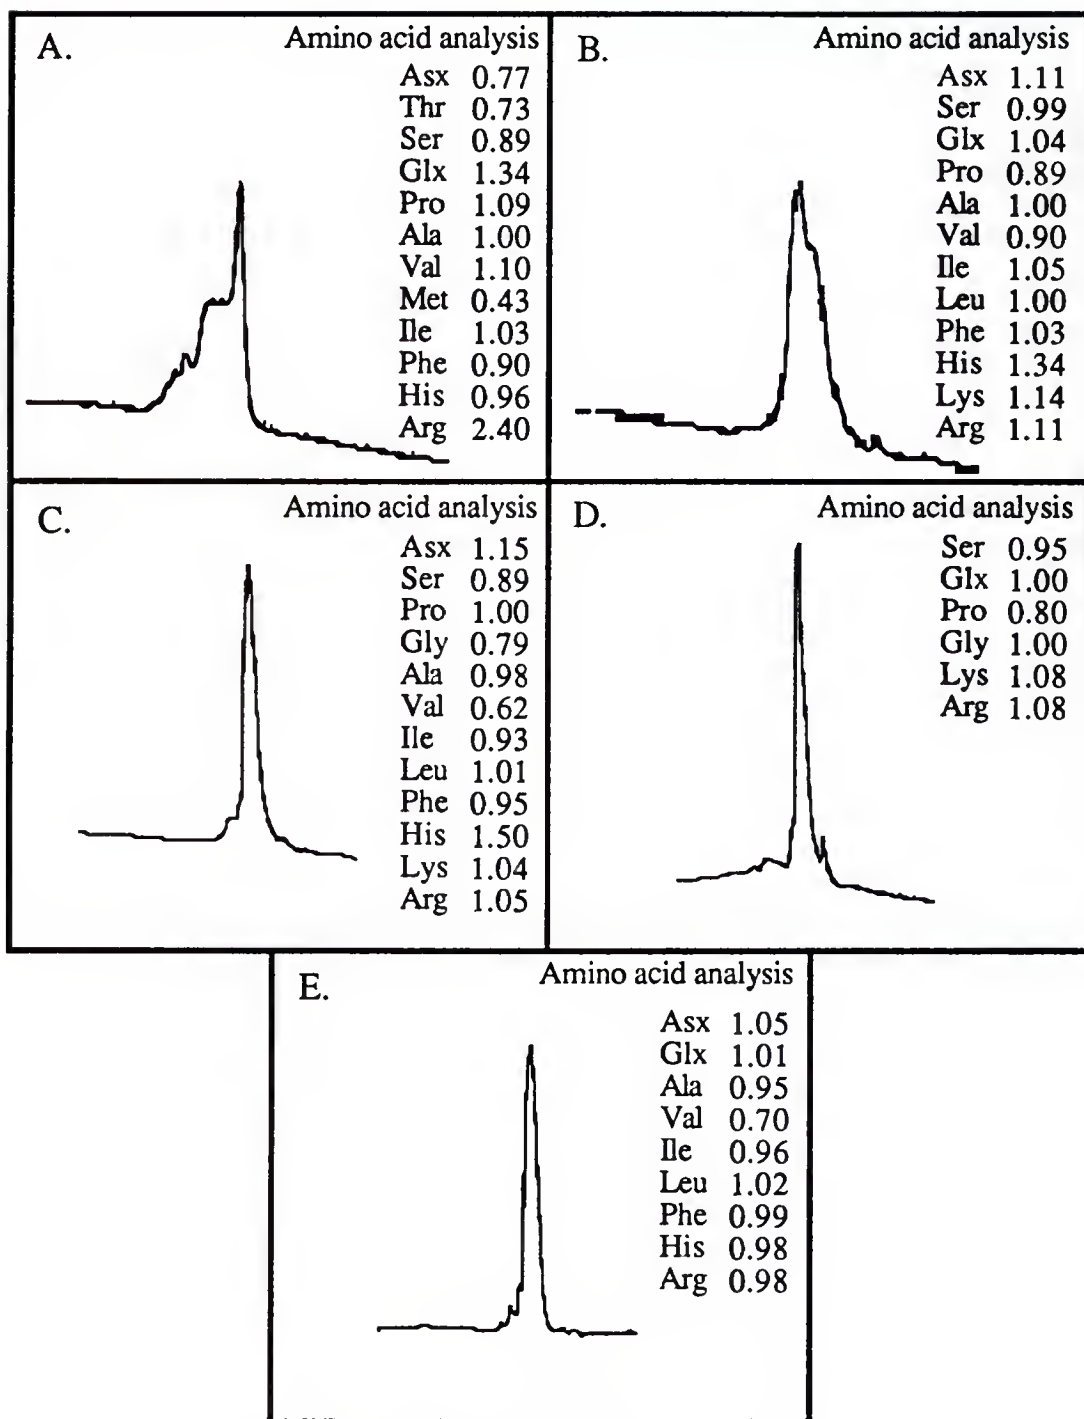 A.
Amino acid analysis
Asx 0.77
Thr 0.73
Ser 0.89
Glx 1.34
Pro 1.09
Ala 1.00
Val 1.10
Met 0.43
Ile 1.03
Phe 0.90
His 0.96
Arg 2.40
B.
Amino acid analysis
Asx 1.11
Ser 0.99
Glx 1.04
Pro 0.89
Ala 1.00
Val 0.90
Ile 1.05
Leu 1.00
Phe 1.03
His 1.34
Lys 1.14
Arg 1.11
C.
Amino acid analysis
Asx 1.15
Ser 0.89
Pro 1.00
Gly 0.79
Ala 0.98
Val 0.62
Ile 0.93
Leu 1.01
Phe 0.95
His 1.50
Lys 1.04
Arg 1.05
D.
Amino acid analysis
Ser 0.95
Glx 1.00
Pro 0.80
Gly 1.00
Lys 1.08
Arg 1.08
E.
Amino acid analysis
Asx 1.05
Glx 1.01
Ala 0.95
Val 0.70
Ile 0.96
Leu 1.02
Phe 0.99
His 0.98
Arg 0.98